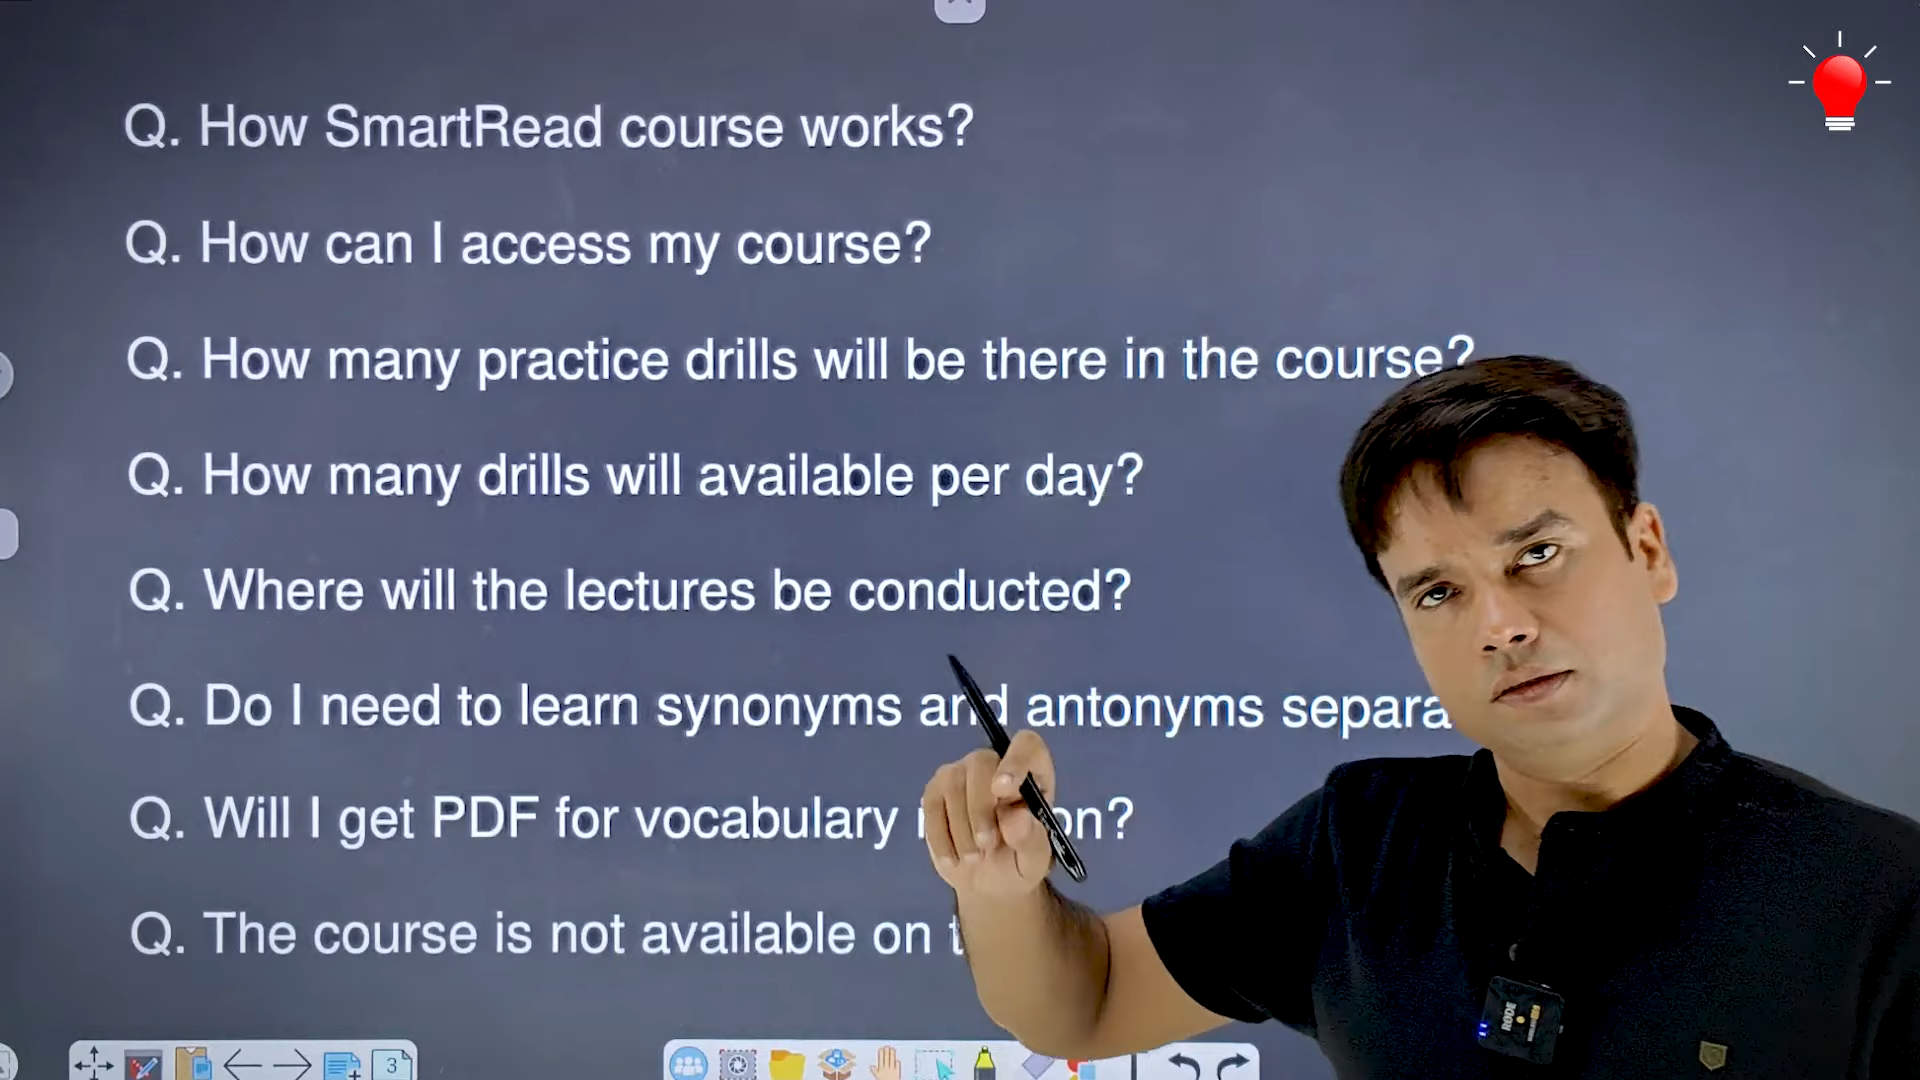 Q. How SmartRead course works?
Q. How can I access my course?
Q. How many practice drills will be there in the course?
Q. How many drills will available per day?
Q. Where will the lectures be conducted?
Q. Do I need to learn synonyms and antonyms
Q. Will I get PDF for vocabulary
Q. The course is not available on
3
RODE